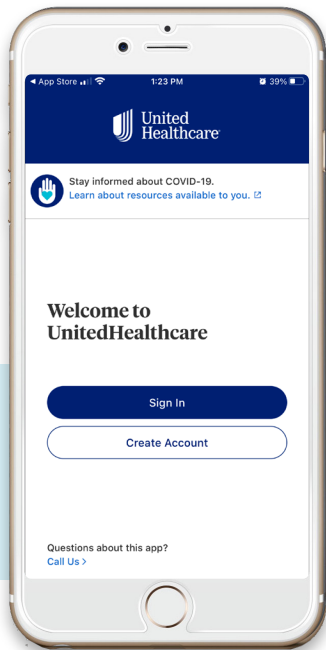 App Store
1:23 PM
39%
United
Healthcare
Stay informed about COVID-19.
Learn about resources available to you.
Welcome to
UnitedHealthcare
Sign In
Create Account
Questions about this app?
Call Us >